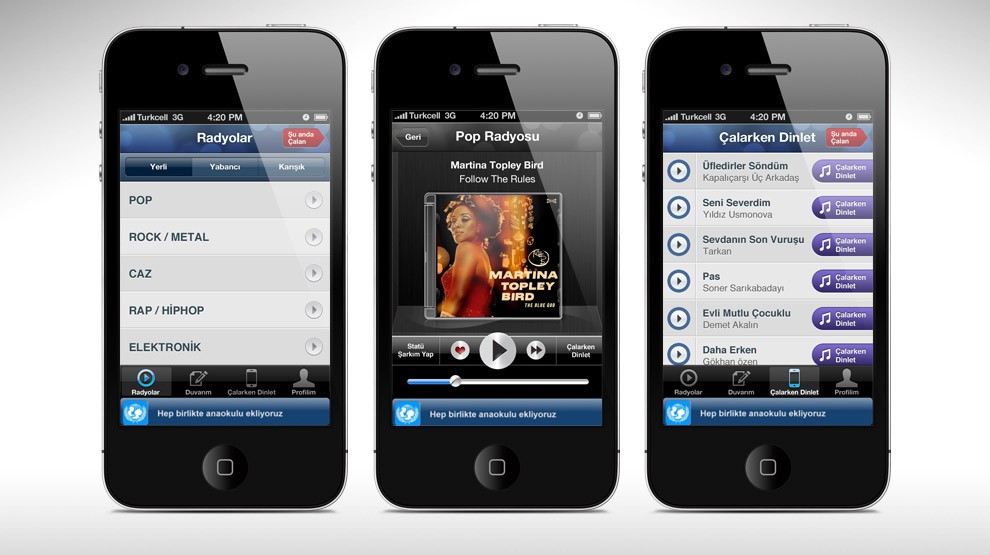 Turkcell 3G 4:20 PM
Radyolar
Şu anda
Çalan
Yerli Yabancı Karışık
POP
ROCK / METAL
CAZ
RAP / HİPHOP
ELEKTRONİK
Radyolar Duvarım Çalarken Dinlet Profilim
Hep birlikte anaokulu ekliyoruz
Turkcell 3G 4:20 PM
Geri
Pop Radyosu
Martina Topley Bird
Follow The Rules
MARTINA
TOPLEY
BIRD
THE BLUE GOD
Statü
Şarkım Yap
Çalarken
Dinlet
Hep birlikte anaokulu ekliyoruz
Turkcell 3G 4:20 PM
Çalarken Dinlet
Şu anda
Çalan
Üfledirler Söndüm
Kapalıçarşı Üç Arkadaş
Çalarken
Dinlet
Seni Severdim
Yıldız Usmonova
Çalarken
Dinlet
Sevdanın Son Vuruşu
Tarkan
Çalarken
Dinlet
Pas
Soner Sarıkabadayı
Çalarken
Dinlet
Evli Mutlu Çocuklu
Demet Akalın
Çalarken
Dinlet
Daha Erken
Gökhan özen
Çalarken
Dinlet
Radyolar Duvarım Çalarken Dinlet Profilim
Hep birlikte anaokulu ekliyoruz